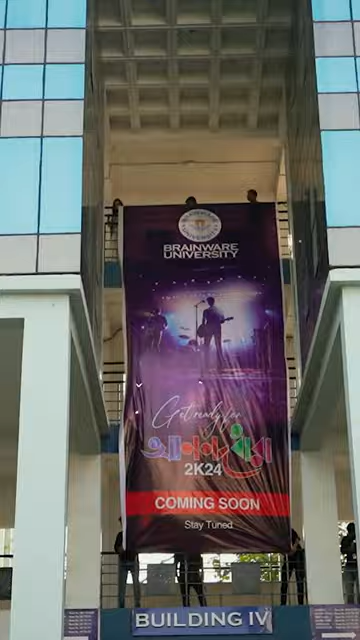 BRAINWARE
UNIVERSITY
Get ready for
2K24
COMING SOON
Stay Tuned
BUILDING IV